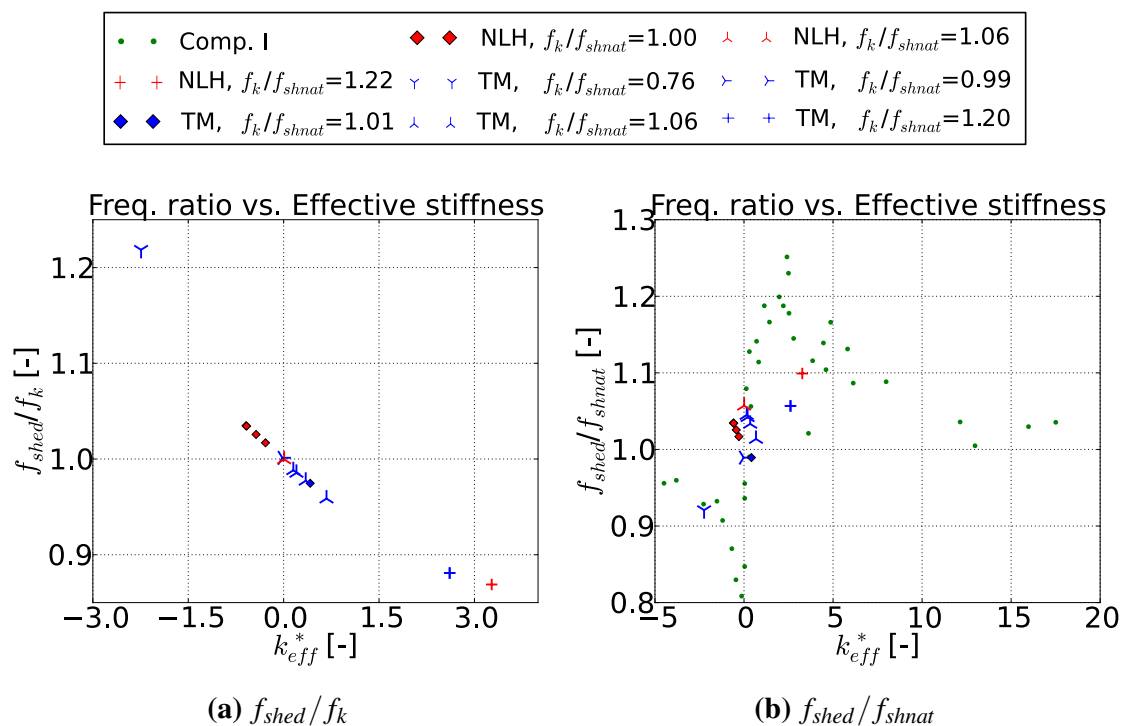 Comp. I
NLH, f_k/f_shnat=1.00
NLH, f_k/f_shnat=1.06
NLH, f_k/f_shnat=1.22
TM, f_k/f_shnat=0.76
TM, f_k/f_shnat=0.99
TM, f_k/f_shnat=1.01
TM, f_k/f_shnat=1.06
TM, f_k/f_shnat=1.20
Freq. ratio vs. Effective stiffness
1.2
1.1
1.0
0.9
f_shed/f_k [-]
−3.0 −1.5 0.0 1.5 3.0
k*_eff [-]
(a) f_shed/f_k
Freq. ratio vs. Effective stiffness
1.3
1.2
1.1
1.0
0.9
0.8
f_shed/f_shnat [-]
−5 0 5 10 15 20
k*_eff [-]
(b) f_shed/f_shnat